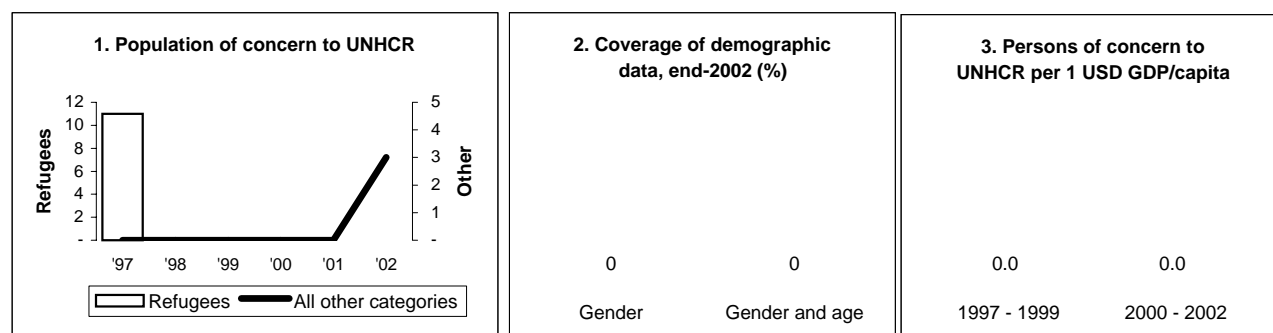 1. Population of concern to UNHCR
12
10
8
6
4
2
-
Refugees
5
4
3
2
1
-
Other
'97 '98 '99 '00 '01 '02
Refugees All other categories
2. Coverage of demographic
data, end-2002 (%)
0 0
Gender Gender and age
3. Persons of concern to
UNHCR per 1 USD GDP/capita
0.0 0.0
1997 - 1999 2000 - 2002